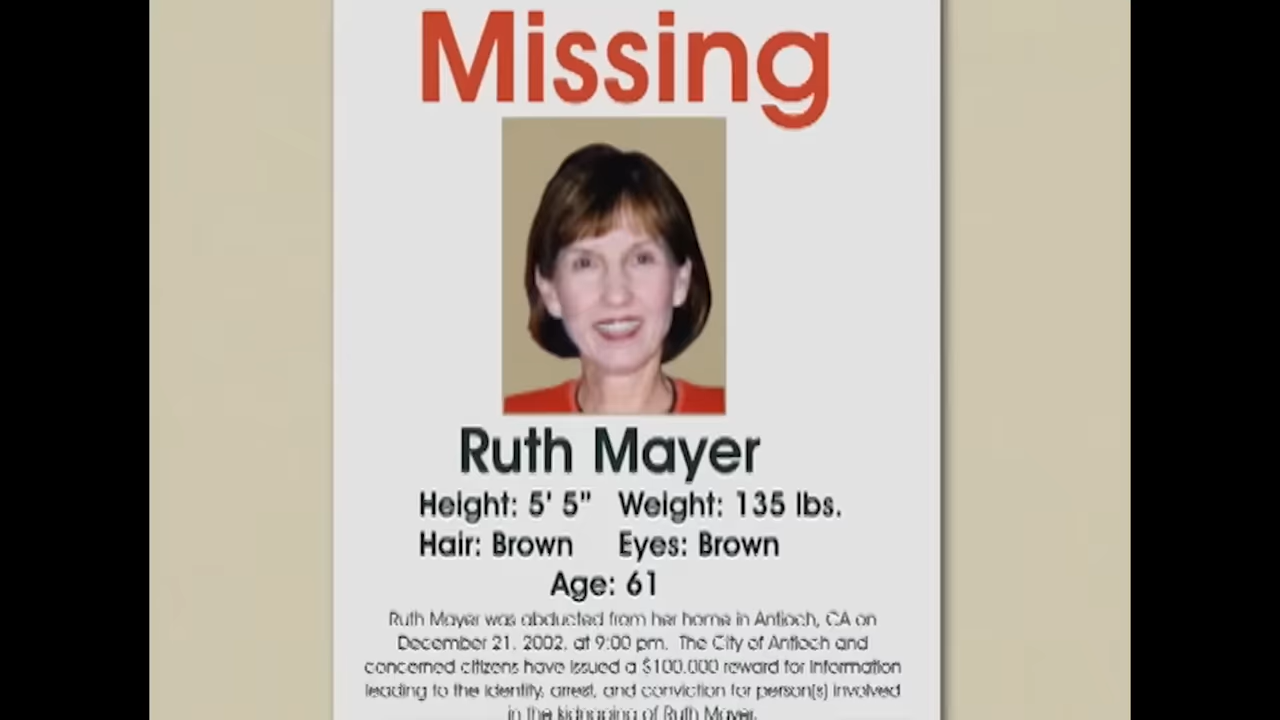 Missing
Ruth Mayer
Height: 5' 5" Weight: 135 lbs.
Hair: Brown Eyes: Brown
Age: 61
Ruth Mayer was abducted from her home in Antioch, CA on
December 21, 2002, at 9:00 pm. The City of Antioch and
concerned citizens have issued a $100,000 reward for information
leading to the identity, arrest, and conviction for person(s) involved
in the kidnapping of Ruth Mayer.